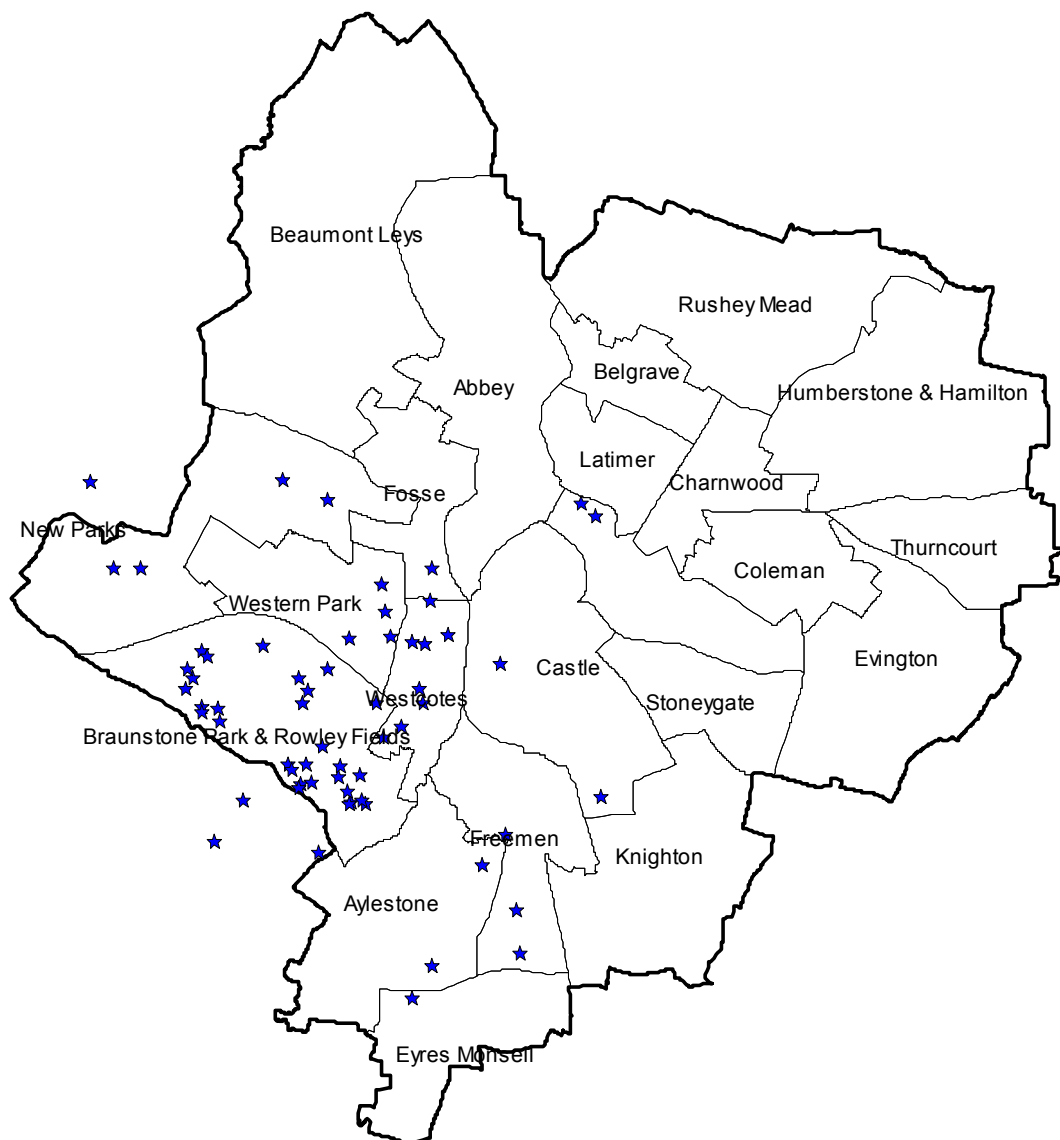 Beaumont Leys
Rushey Mead
Belgrave
Abbey
Humberstone & Hamilton
Latimer
Charnwood
Fosse
New Parks
Thurncourt
Coleman
Western Park
Evington
Castle
Westcotes
Stoneygate
Braunstone Park & Rowley Fields
Freemen
Knighton
Aylestone
Eyres Monsell